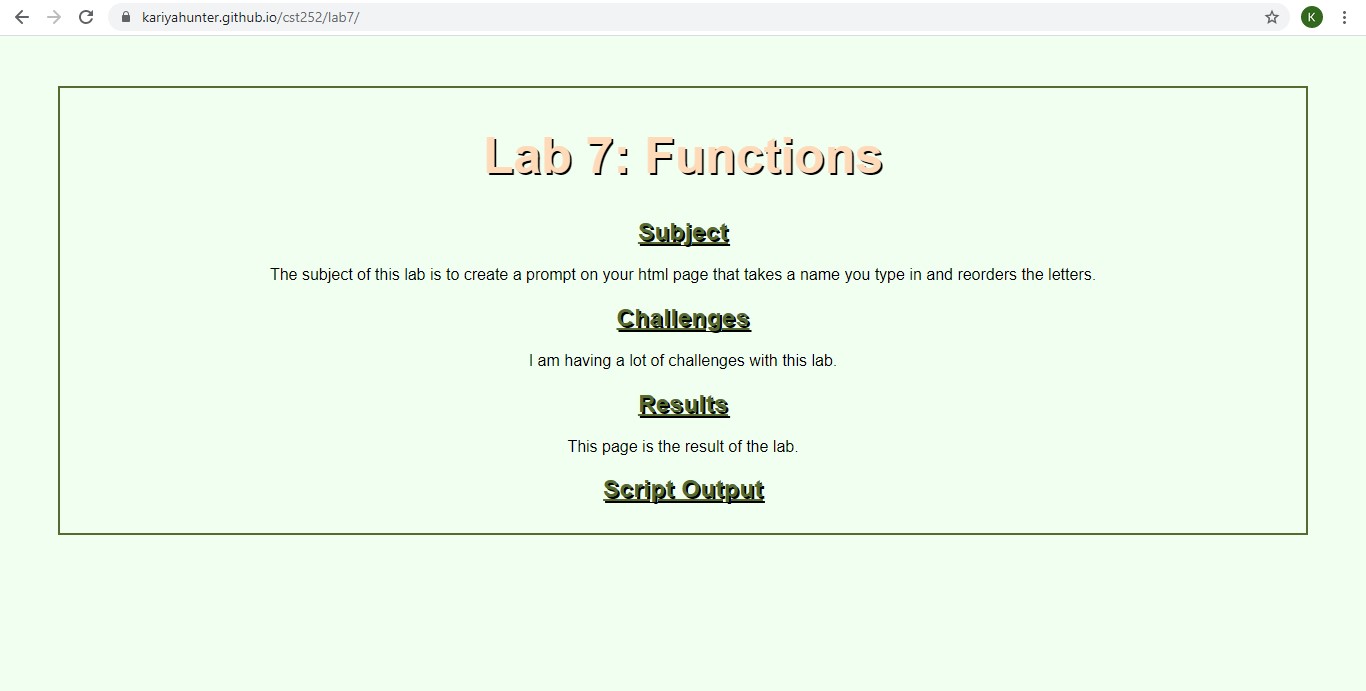 kariyahunter.github.io/cst252/lab7/
K
Lab 7: Functions
Subject
The subject of this lab is to create a prompt on your html page that takes a name you type in and reorders the letters.
Challenges
I am having a lot of challenges with this lab.
Results
This page is the result of the lab.
Script Output